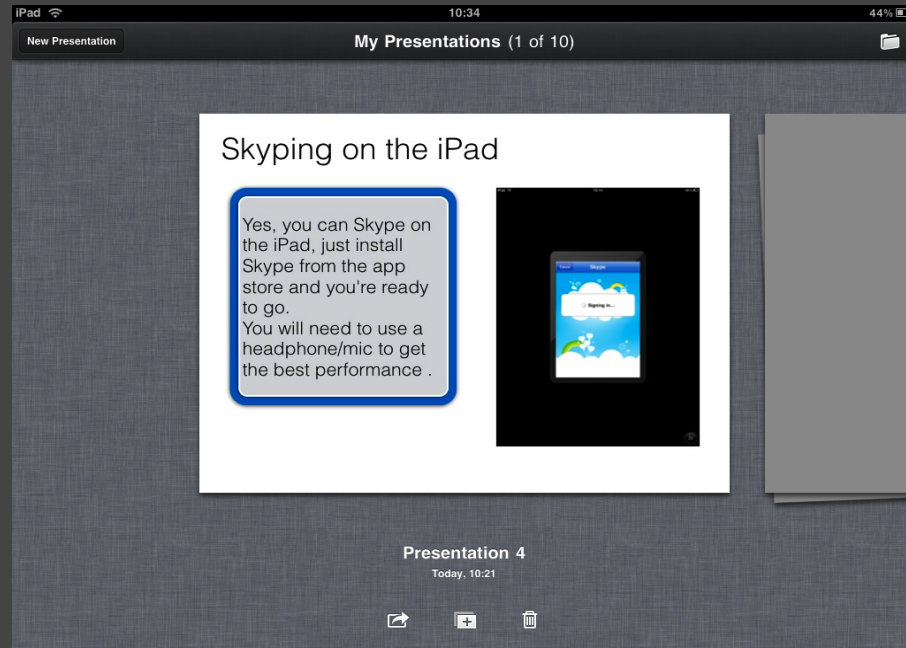 iPad 10:34 44%
New Presentation My Presentations (1 of 10)
Skyping on the iPad
Yes, you can Skype on
the iPad, just install
Skype from the app
store and you're ready
to go.
You will need to use a
headphone/mic to get
the best performance .
Skype
Signing in...
Presentation 4
Today, 10:21